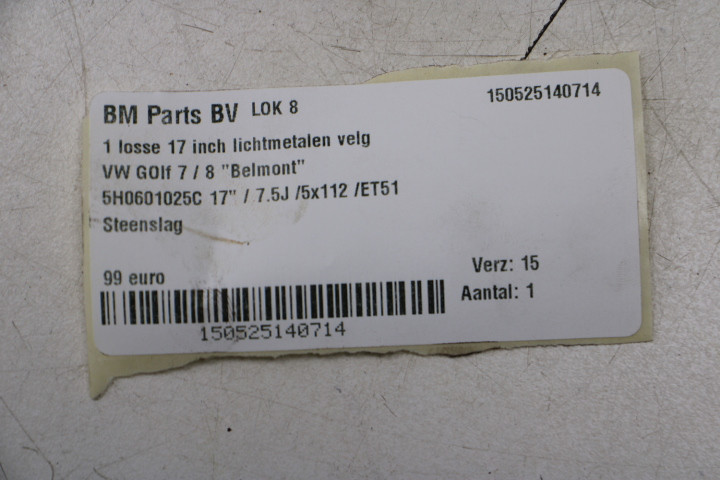 BM Parts BV LOK 8 150525140714
1 losse 17 inch lichtmetalen velg
VW GOlf 7 / 8 "Belmont"
5H0601025C 17" / 7.5J /5x112 /ET51
Steenslag
99 euro Verz: 15
Aantal: 1
150525140714